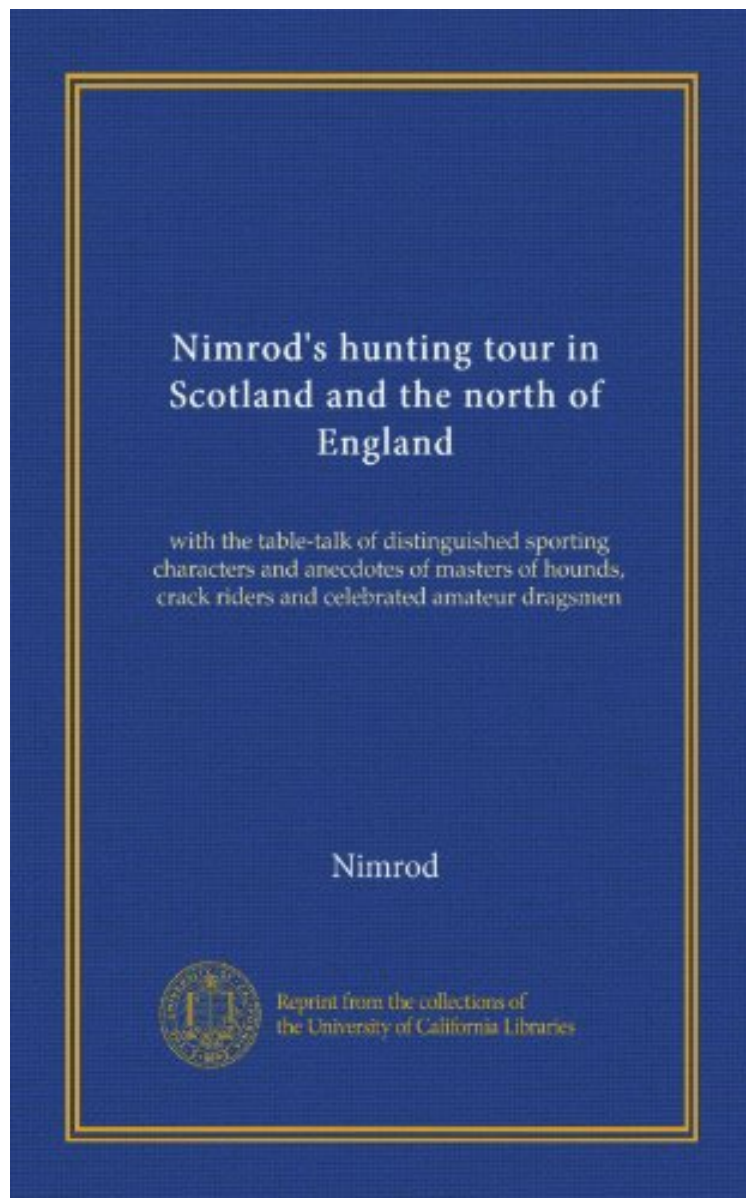 Nimrod's hunting tour in
Scotland and the north of
England
with the table-talk of distinguished sporting
characters and anecdotes of masters of hounds,
crack riders and celebrated amateur dragsmen
Nimrod
Reprint from the collections of
the University of California Libraries